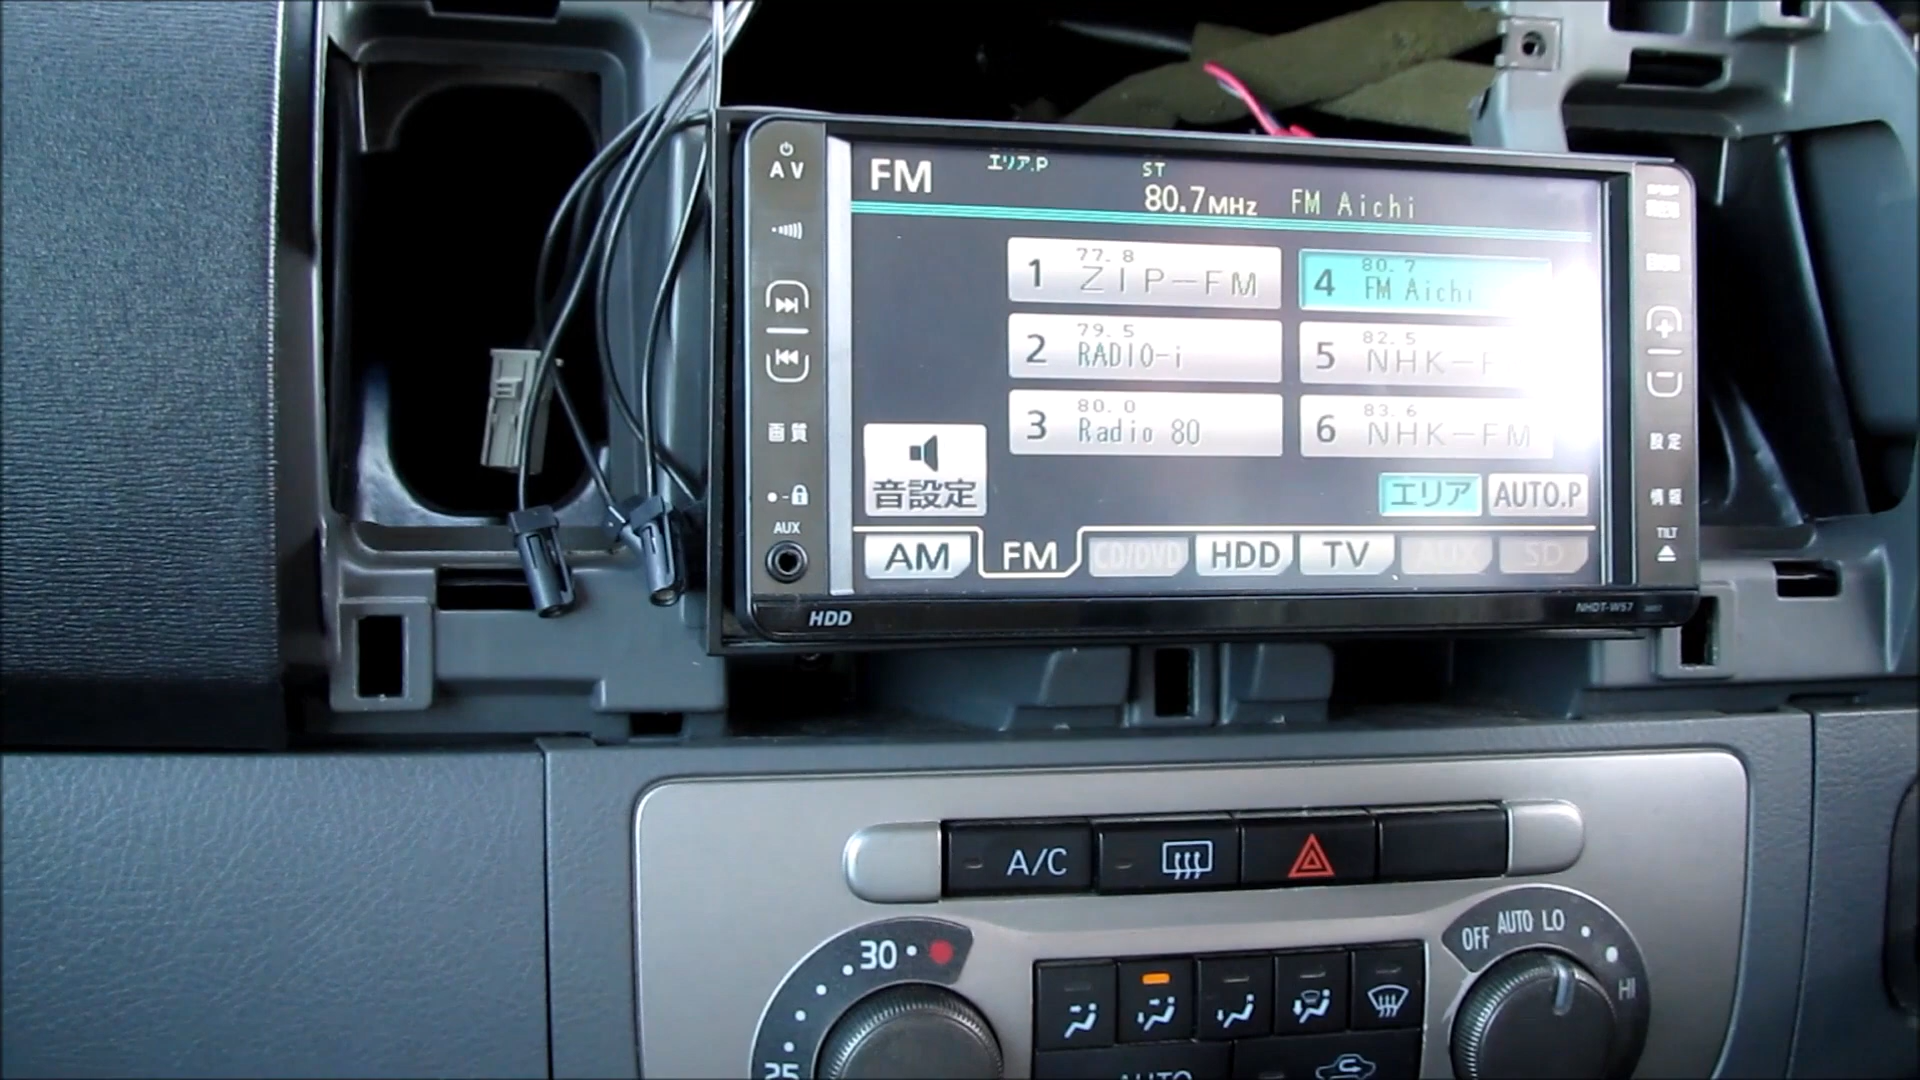 AV
画質
AUX
HDD
FM
エリア.P
ST
80.7MHz FM Aichi
1 77.8 ZIP-FM
4 80.7 FM Aichi
2 79.5 RADIO-i
5 82.5 NHK-F
3 80.0 Radio 80
6 83.6 NHK-FM
音設定
エリア
AUTO.P
AM
FM
CD/DVD
HDD
TV
AUX
SD
設定
情報
TILT
NHDT-W57
A/C
30
25
OFF AUTO LO
HI
AUTO